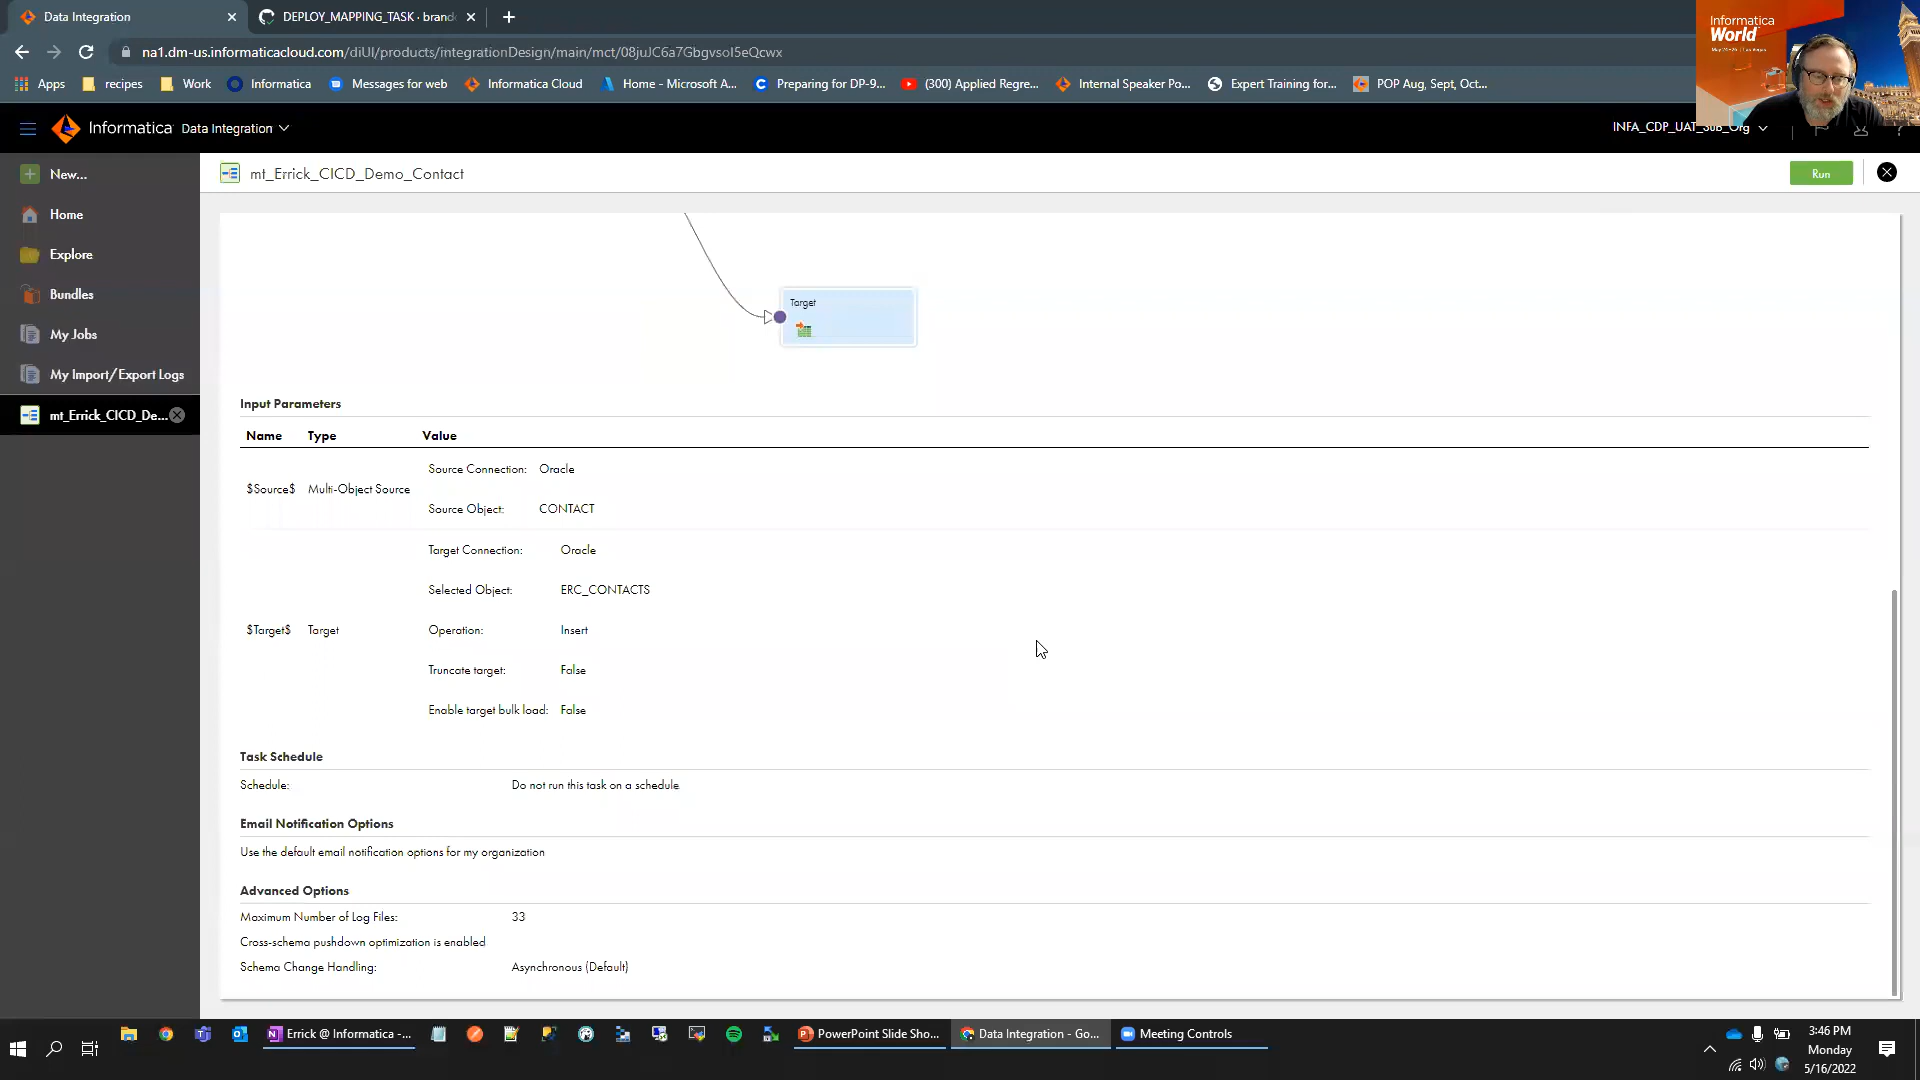 Data Integration
DEPLOY_MAPPING_TASK · brand
na1.dm-us.informaticacloud.com/diUI/products/integrationDesign/main/mct/08juJC6a7GbgvsoI5eQcwx
Apps
recipes
Work
Informatica
Messages for web
Informatica Cloud
Home - Microsoft A...
Preparing for DP-9...
(300) Applied Regre...
Internal Speaker Po...
Expert Training for...
POP Aug, Sept, Oct...
Informatica
World
May 24–26 | Las Vegas
Informatica Data Integration
INFA_CDP_UAT_Sub_Org
New...
Home
Explore
Bundles
My Jobs
My Import/Export Logs
mt_Errick_CICD_De...
mt_Errick_CICD_Demo_Contact
Run
Target
Input Parameters
Name Type Value
$Source$ Multi-Object Source
Source Connection: Oracle
Source Object: CONTACT
$Target$ Target
Target Connection: Oracle
Selected Object: ERC_CONTACTS
Operation: Insert
Truncate target: False
Enable target bulk load: False
Task Schedule
Schedule: Do not run this task on a schedule
Email Notification Options
Use the default email notification options for my organization
Advanced Options
Maximum Number of Log Files: 33
Cross-schema pushdown optimization is enabled
Schema Change Handling: Asynchronous (Default)
Errick @ Informatica -...
PowerPoint Slide Sho...
Data Integration - Go...
Meeting Controls
3:46 PM
Monday
5/16/2022